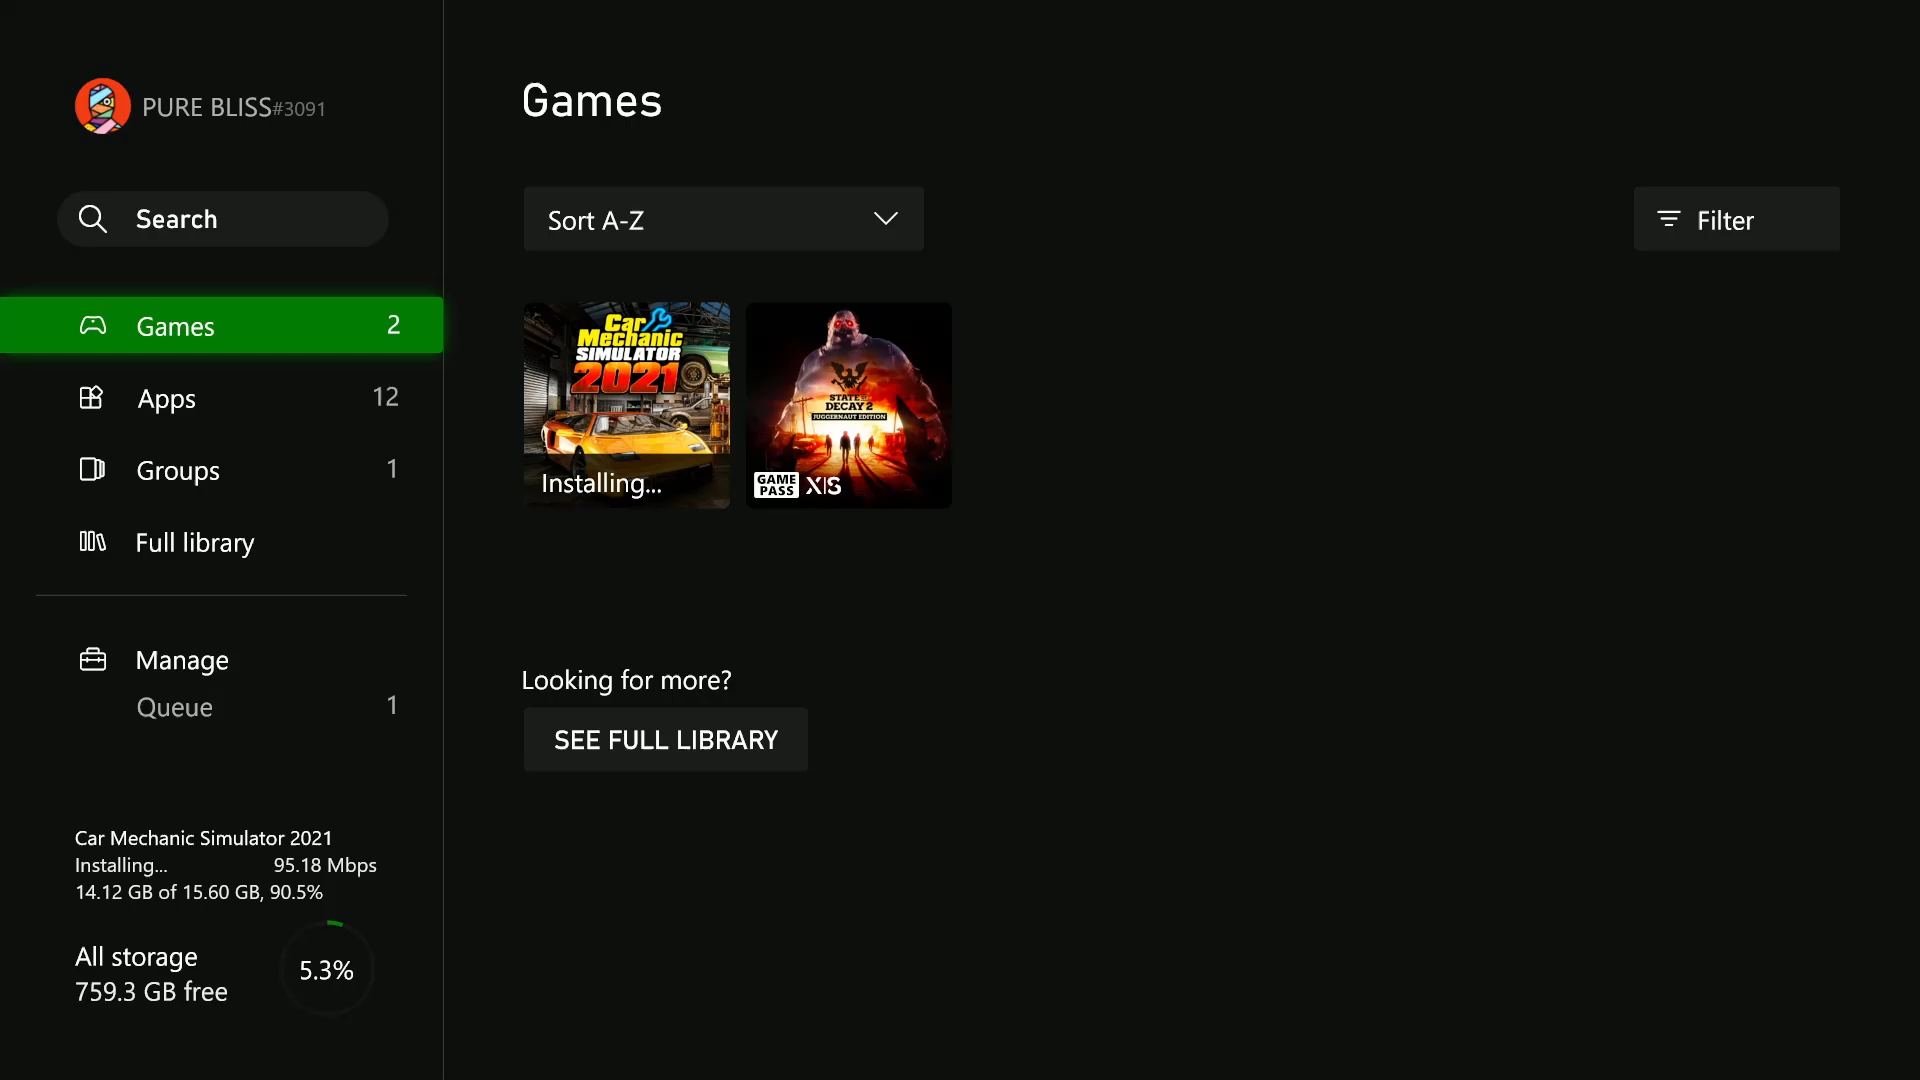 PURE BLISS#3091
Search
Games 2
Apps 12
Groups 1
Full library
Manage
Queue 1
Car Mechanic Simulator 2021
Installing... 95.18 Mbps
14.12 GB of 15.60 GB, 90.5%
All storage
759.3 GB free
5.3%
Games
Sort A-Z
Filter
Car
Mechanic
SIMULATOR
2021
Installing...
STATE OF
DECAY 2
JUGGERNAUT EDITION
GAME
PASS
X|S
Looking for more?
SEE FULL LIBRARY